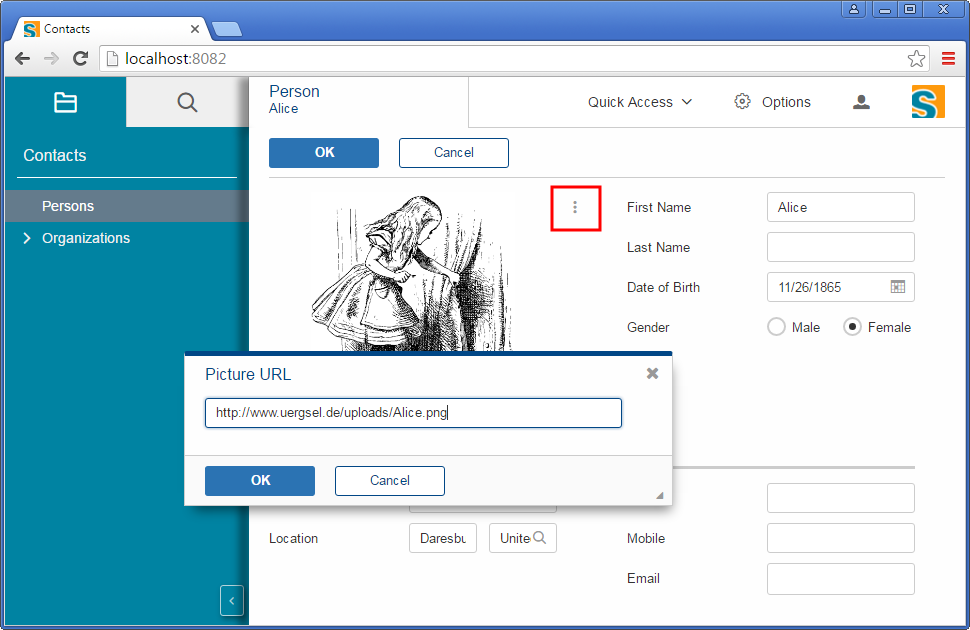 Contacts
localhost:8082
Person
Alice
Quick Access
Options
OK
Cancel
Contacts
Persons
Organizations
First Name
Alice
Last Name
Date of Birth
11/26/1865
Gender
Male
Female
Picture URL
http://www.uergsel.de/uploads/Alice.png
OK
Cancel
Location
Daresbu
Unite
Mobile
Email